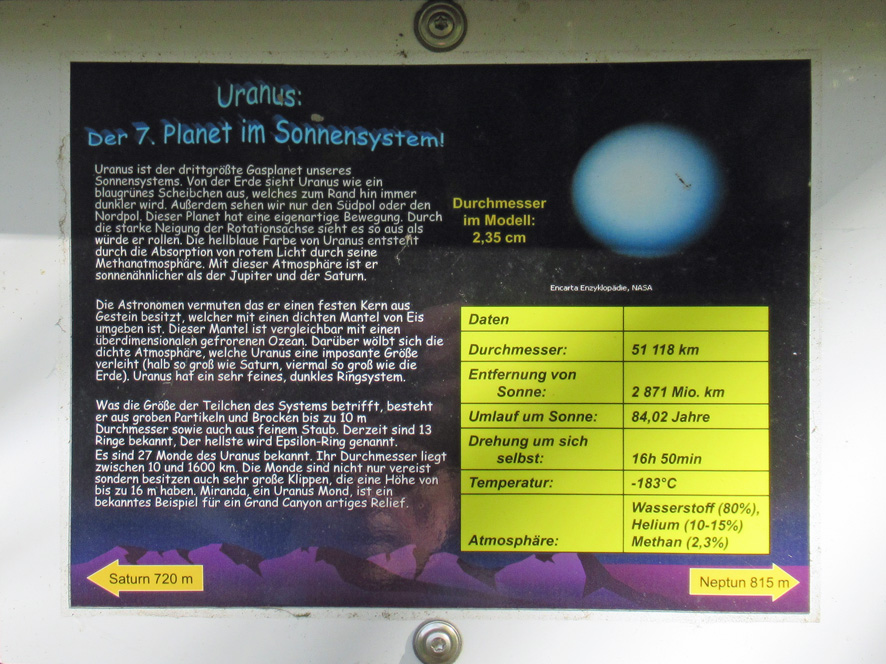 Uranus:
Der 7. Planet im Sonnensystem!
Uranus ist der drittgrößte Gasplanet unseres
Sonnensystems. Von der Erde sieht Uranus wie ein
blaugrünes Scheibchen aus, welches zum Rand hin immer
dunkler wird. Außerdem sehen wir nur den Südpol oder den
Nordpol. Dieser Planet hat eine eigenartige Bewegung. Durch
die starke Neigung der Rotationsachse sieht es so aus als
würde er rollen. Die hellblaue Farbe von Uranus entsteht
durch die Absorption von rotem Licht durch seine
Methanatmosphäre. Mit dieser Atmosphäre ist er
sonnenähnlicher als der Jupiter und der Saturn.
Die Astronomen vermuten das er einen festen Kern aus
Gestein besitzt, welcher mit einen dichten Mantel von Eis
umgeben ist. Dieser Mantel ist vergleichbar mit einen
überdimensionalen gefrorenen Ozean. Darüber wölbt sich die
dichte Atmosphäre, welche Uranus eine imposante Größe
verleiht (halb so groß wie Saturn, viermal so groß wie die
Erde). Uranus hat ein sehr feines, dunkles Ringsystem.
Was die Größe der Teilchen des Systems betrifft, besteht
er aus groben Partikeln und Brocken bis zu 10 m
Durchmesser sowie auch aus feinem Staub. Derzeit sind 13
Ringe bekannt, Der hellste wird Epsilon-Ring genannt.
Es sind 27 Monde des Uranus bekannt. Ihr Durchmesser liegt
zwischen 10 und 1600 km. Die Monde sind nicht nur vereist
sondern besitzen auch sehr große Klippen, die eine Höhe von
bis zu 16 m haben. Miranda, ein Uranus Mond, ist ein
bekanntes Beispiel für ein Grand Canyon artiges Relief.
Durchmesser
im Modell:
2,35 cm
Encarta Enzyklopädie, NASA
Daten
Durchmesser: 51 118 km
Entfernung von
Sonne: 2 871 Mio. km
Umlauf um Sonne: 84,02 Jahre
Drehung um sich
selbst: 16h 50min
Temperatur: -183°C
Wasserstoff (80%),
Helium (10-15%)
Atmosphäre: Methan (2,3%)
Saturn 720 m
Neptun 815 m